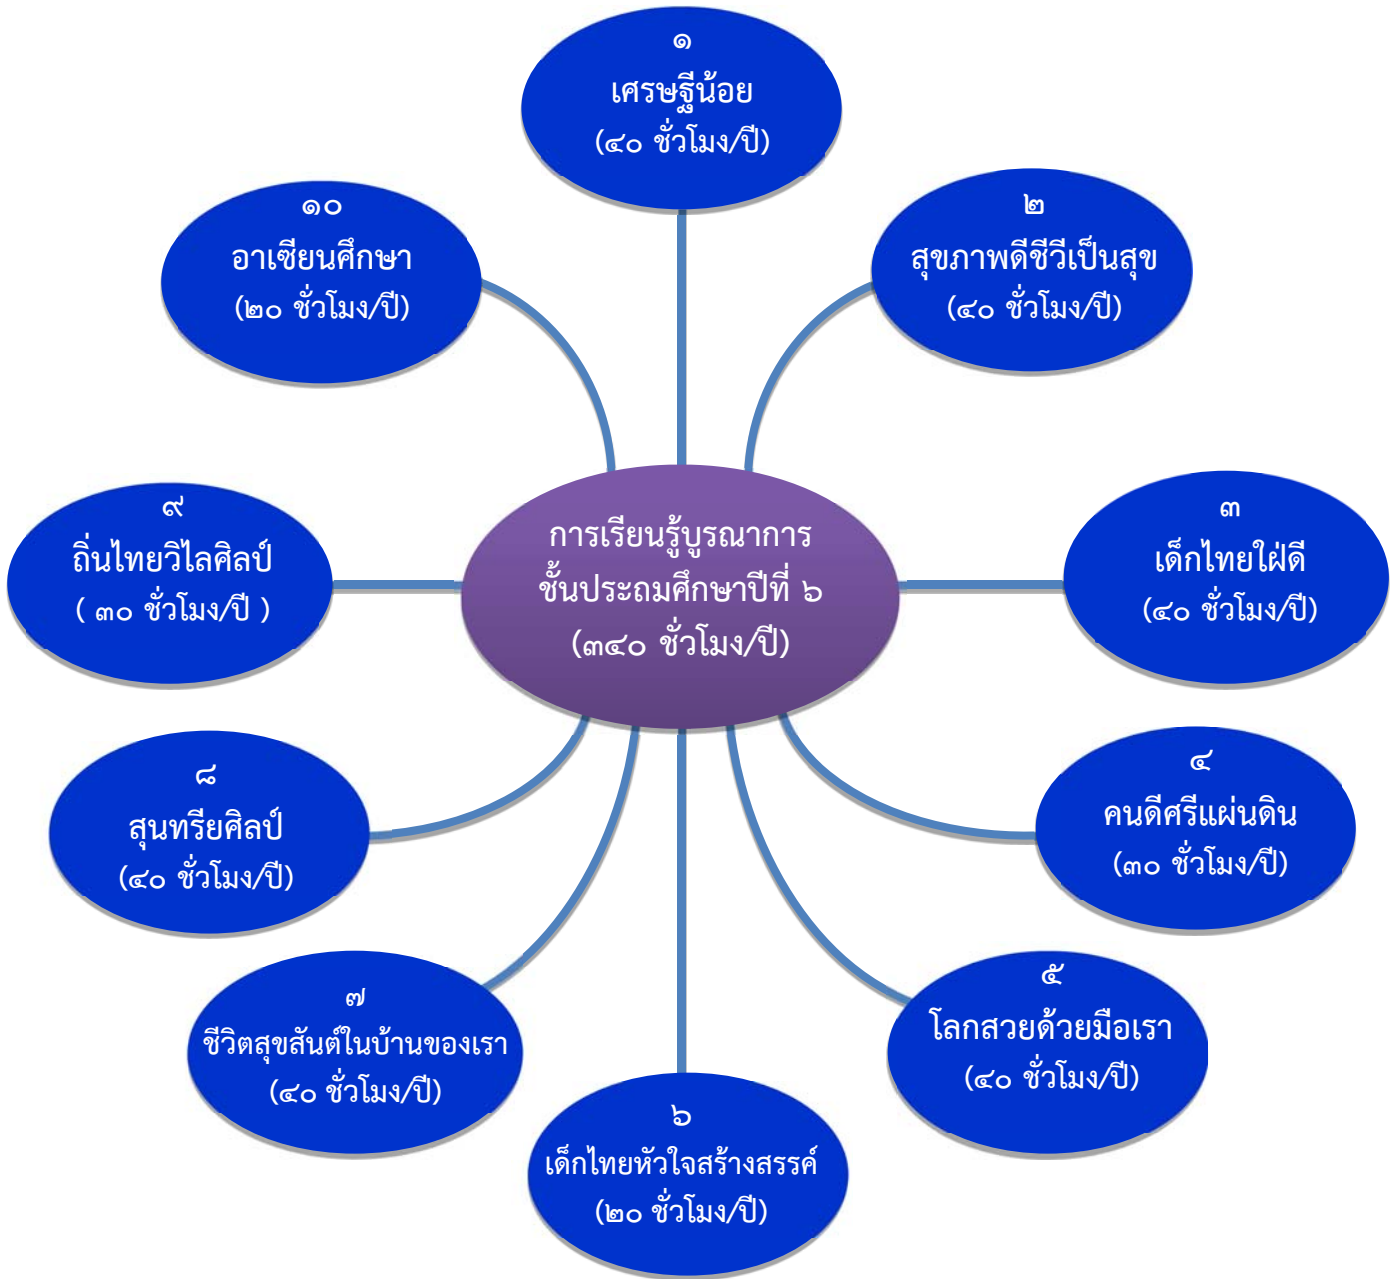 ๑
เศรษฐีน้อย
(๔๐ ชั่วโมง/ปี)
๒
สุขภาพดีชีวีเป็นสุข
(๔๐ ชั่วโมง/ปี)
๓
เด็กไทยใฝ่ดี
(๔๐ ชั่วโมง/ปี)
๔
คนดีศรีแผ่นดิน
(๓๐ ชั่วโมง/ปี)
๕
โลกสวยด้วยมือเรา
(๔๐ ชั่วโมง/ปี)
๖
เด็กไทยหัวใจสร้างสรรค์
(๒๐ ชั่วโมง/ปี)
๗
ชีวิตสุขสันต์ในบ้านของเรา
(๔๐ ชั่วโมง/ปี)
๘
สุนทรียศิลป์
(๔๐ ชั่วโมง/ปี)
๙
ถิ่นไทยวิไลศิลป์
( ๓๐ ชั่วโมง/ปี )
๑๐
อาเซียนศึกษา
(๒๐ ชั่วโมง/ปี)
การเรียนรู้บูรณาการ
ชั้นประถมศึกษาปีที่ ๖
(๓๔๐ ชั่วโมง/ปี)